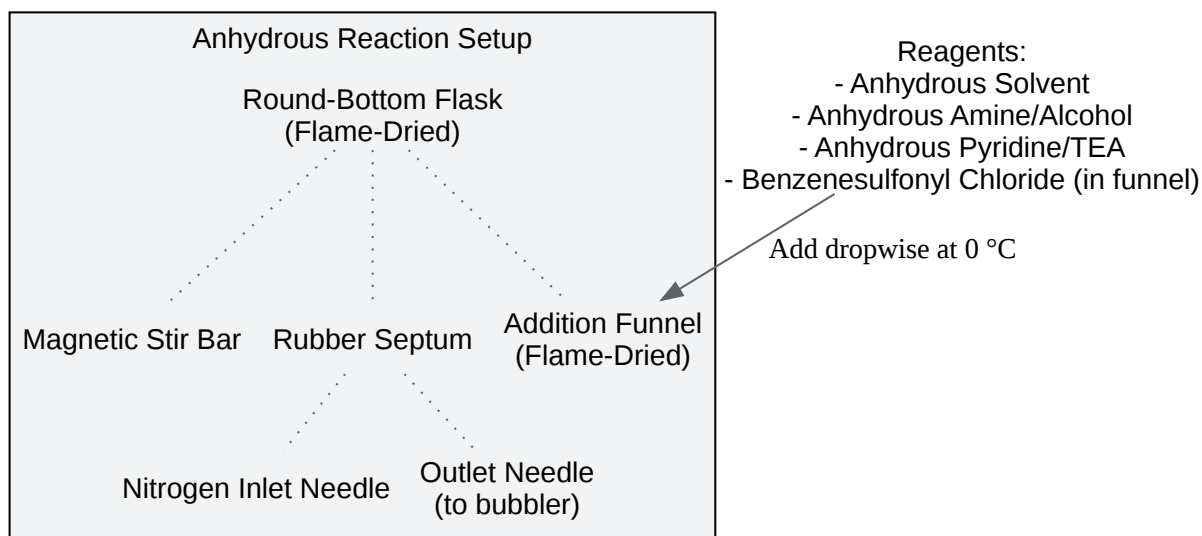 Anhydrous Reaction Setup
Round-Bottom Flask
(Flame-Dried)
Magnetic Stir Bar
Rubber Septum
Addition Funnel
(Flame-Dried)
Nitrogen Inlet Needle
Outlet Needle
(to bubbler)
Reagents:
- Anhydrous Solvent
- Anhydrous Amine/Alcohol
- Anhydrous Pyridine/TEA
- Benzenesulfonyl Chloride (in funnel)
Add dropwise at 0 °C